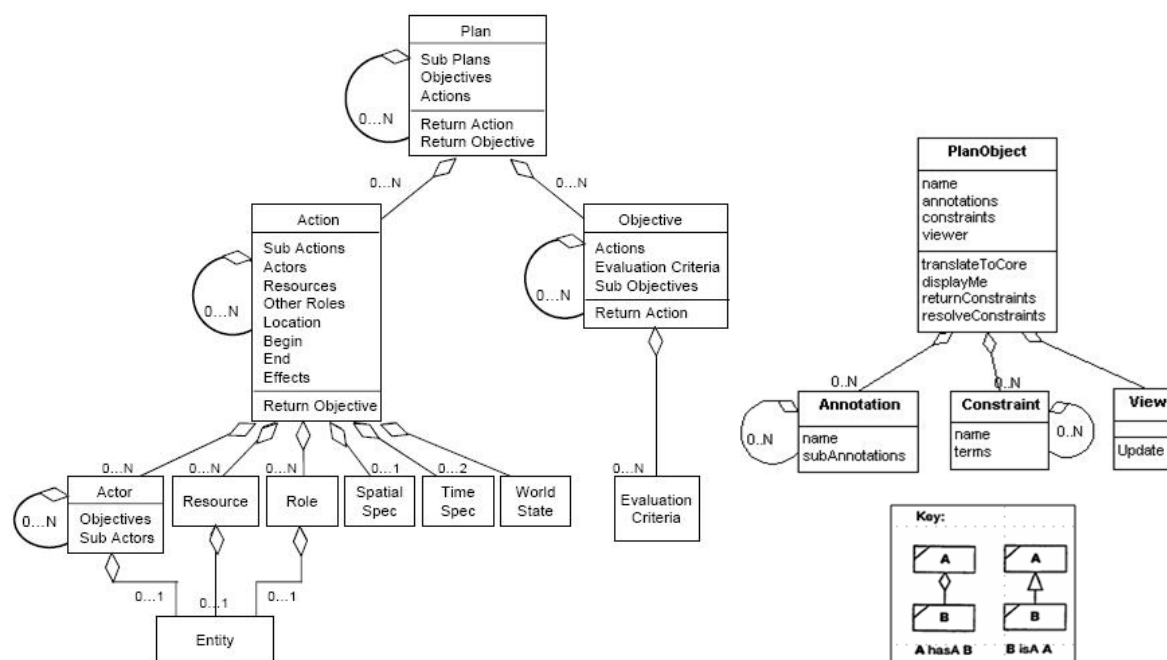 Plan
Sub Plans
Objectives
Actions
Return Action
Return Objective
0...N
0...N
0...N
Action
Sub Actions
Actors
Resources
Other Roles
Location
Begin
End
Effects
Return Objective
0...N
Objective
Actions
Evaluation Criteria
Sub Objectives
Return Action
0...N
0...N
0...N
0...N
0...1
0...2
Actor
Objectives
Sub Actors
0...N
Resource
Role
Spatial
Spec
Time
Spec
World
State
0...N
Evaluation
Criteria
0...1
0...1
0...1
Entity
PlanObject
name
annotations
constraints
viewer
translateToCore
displayMe
returnConstraints
resolveConstraints
0..N
0..N
Annotation
name
subAnnotations
0..N
Constraint
name
terms
0..N
View
Update
Key:
A
B
A hasA B
A
B
B isA A